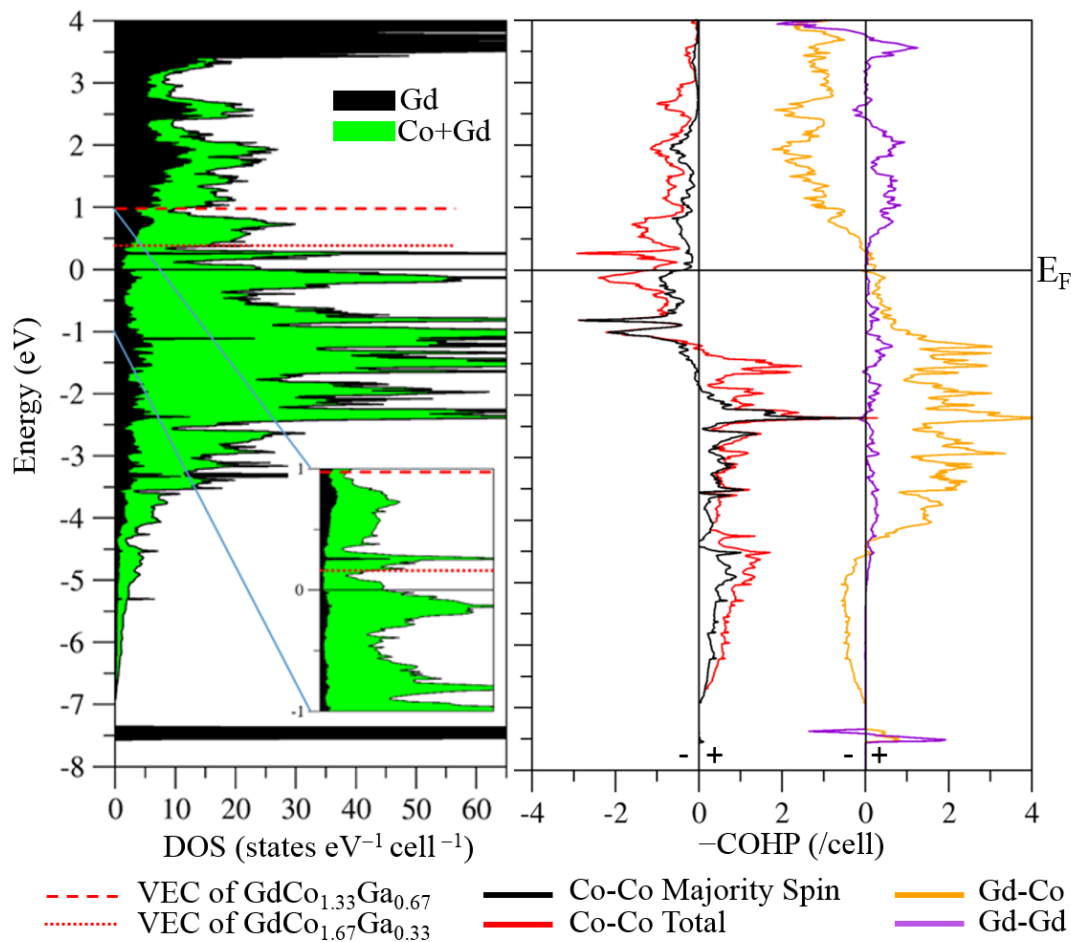 4
3
2
1
0
-1
-2
-3
-4
-5
-6
-7
-8
Energy (eV)
Gd
Co+Gd
1
0
-1
0 10 20 30 40 50 60
DOS (states eV⁻¹ cell⁻¹)
E_F
- + - +
-4 -2 0 2 0 2 4
−COHP (/cell)
VEC of GdCo₁.₃₃Ga₀.₆₇
VEC of GdCo₁.₆₇Ga₀.₃₃
Co-Co Majority Spin
Co-Co Total
Gd-Co
Gd-Gd